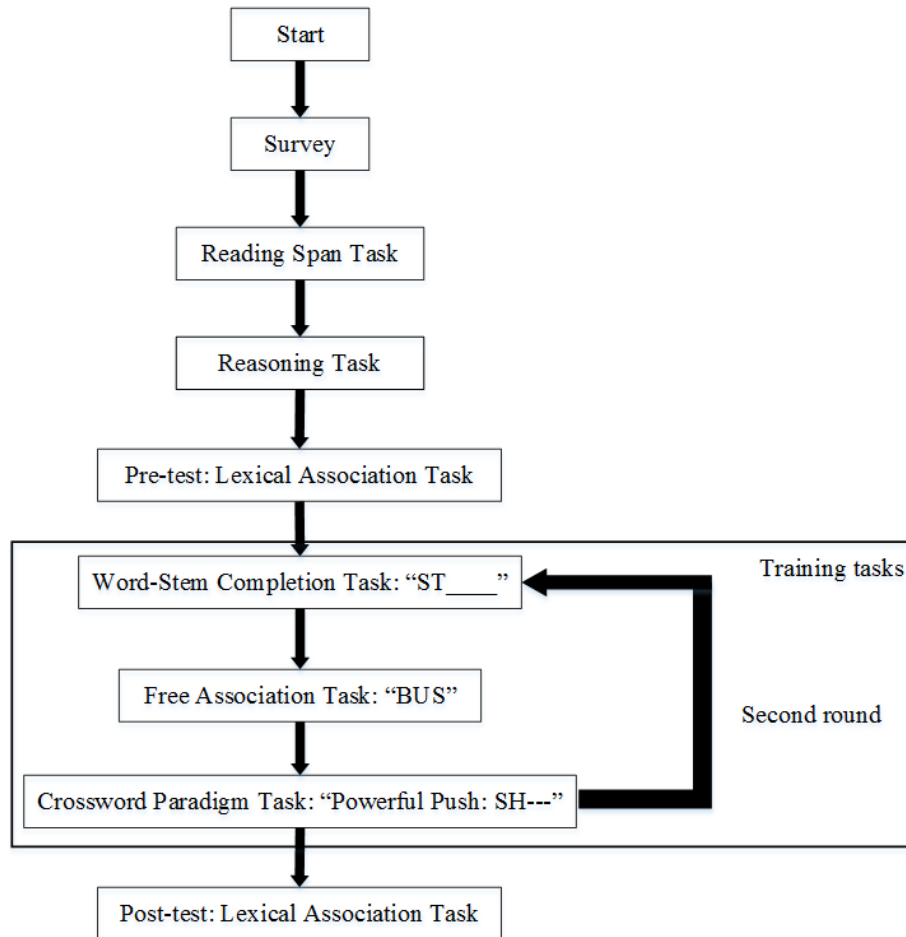 Start
Survey
Reading Span Task
Reasoning Task
Pre-test: Lexical Association Task
Training tasks
Word-Stem Completion Task: “ST____”
Free Association Task: “BUS”
Second round
Crossword Paradigm Task: “Powerful Push: SH---”
Post-test: Lexical Association Task